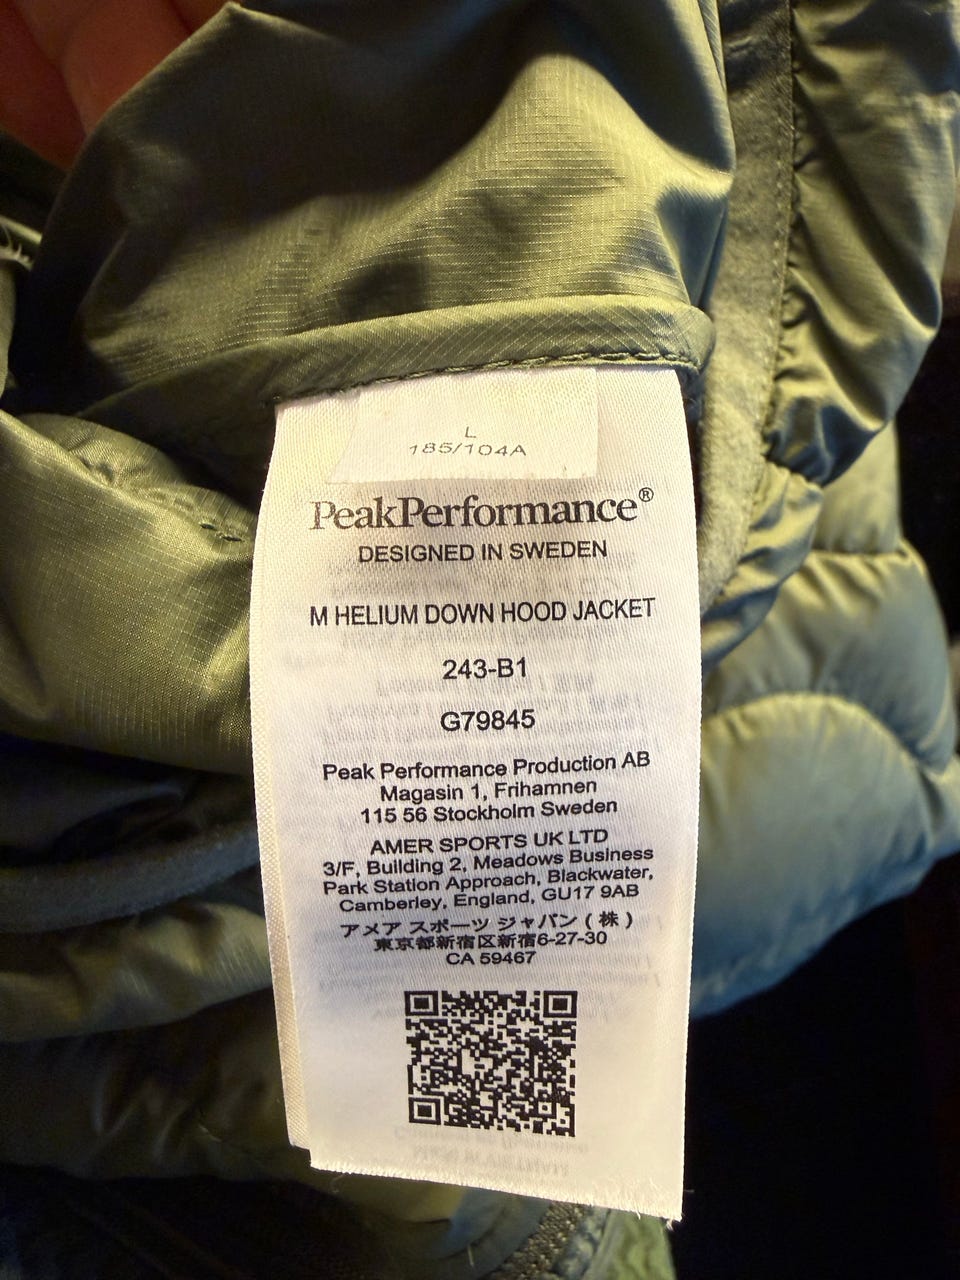 L
185/104A
PeakPerformance®
DESIGNED IN SWEDEN
M HELIUM DOWN HOOD JACKET
243-B1
G79845
Peak Performance Production AB
Magasin 1, Frihamnen
115 56 Stockholm Sweden
AMER SPORTS UK LTD
3/F, Building 2, Meadows Business
Park Station Approach, Blackwater,
Camberley, England, GU17 9AB
アメア スポーツ ジャパン ( 株 )
東京都新宿区新宿6-27-30
CA 59467